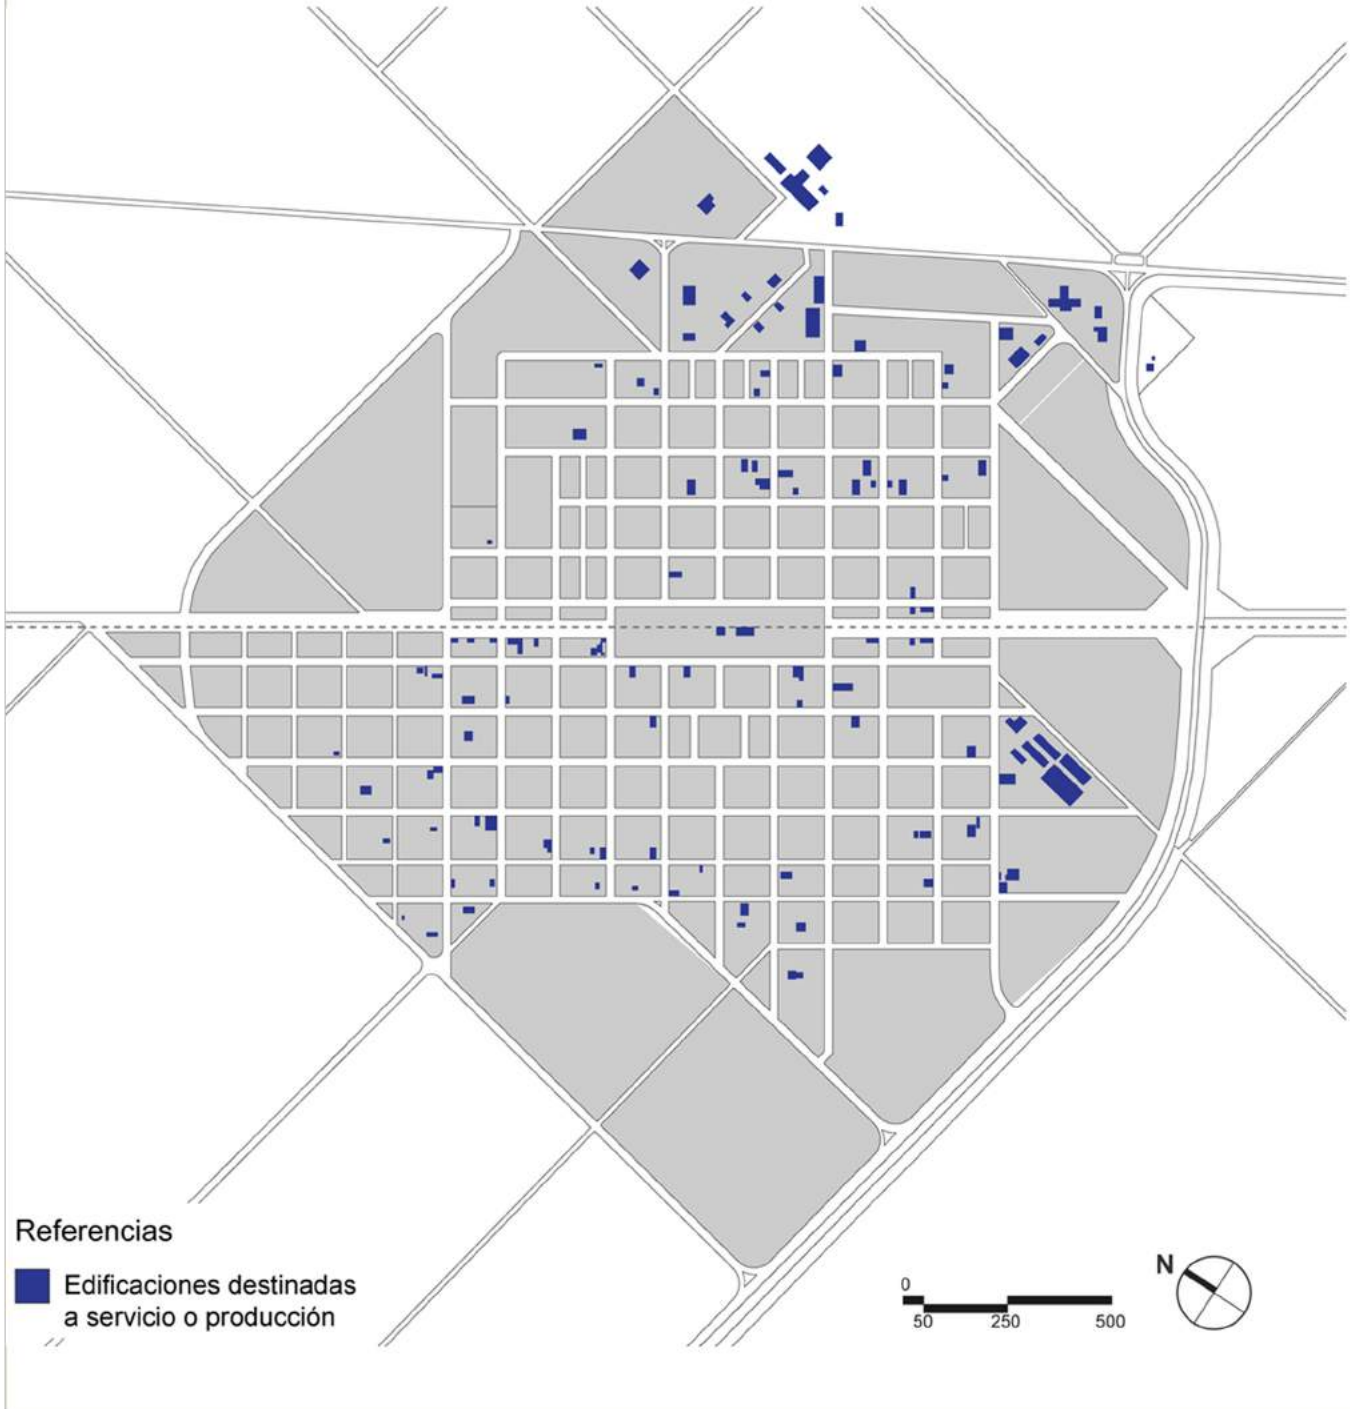 Referencias
Edificaciones destinadas
a servicio o producción
0
50 250 500
N